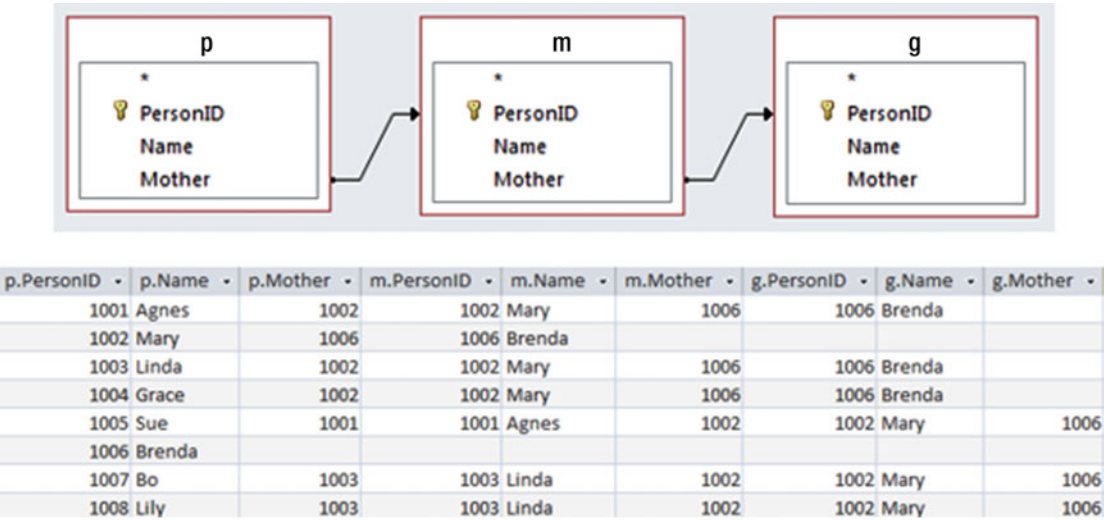 p m g
* * *
PersonID PersonID PersonID
Name Name Name
Mother Mother Mother
p.PersonID p.Name p.Mother m.PersonID m.Name m.Mother g.PersonID g.Name g.Mother
1001 Agnes 1002 1002 Mary 1006 1006 Brenda
1002 Mary 1006 1006 Brenda
1003 Linda 1002 1002 Mary 1006 1006 Brenda
1004 Grace 1002 1002 Mary 1006 1006 Brenda
1005 Sue 1001 1001 Agnes 1002 1002 Mary 1006
1006 Brenda
1007 Bo 1003 1003 Linda 1002 1002 Mary 1006
1008 Lily 1003 1003 Linda 1002 1002 Mary 1006